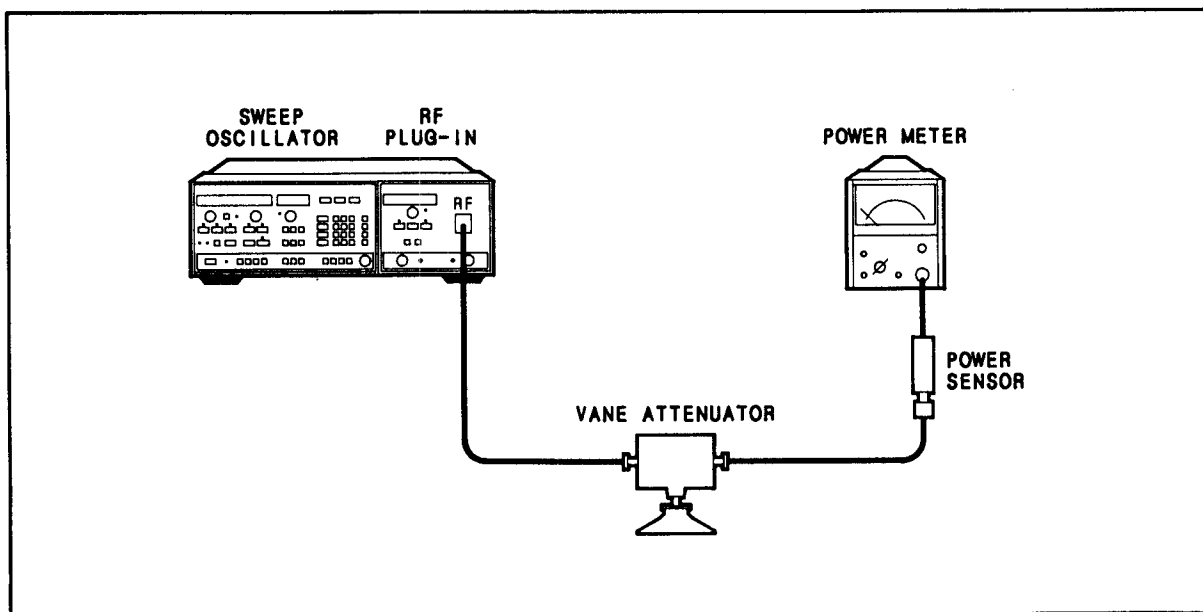 SWEEP
OSCILLATOR
RF
PLUG-IN
RF
POWER METER
POWER
SENSOR
VANE ATTENUATOR